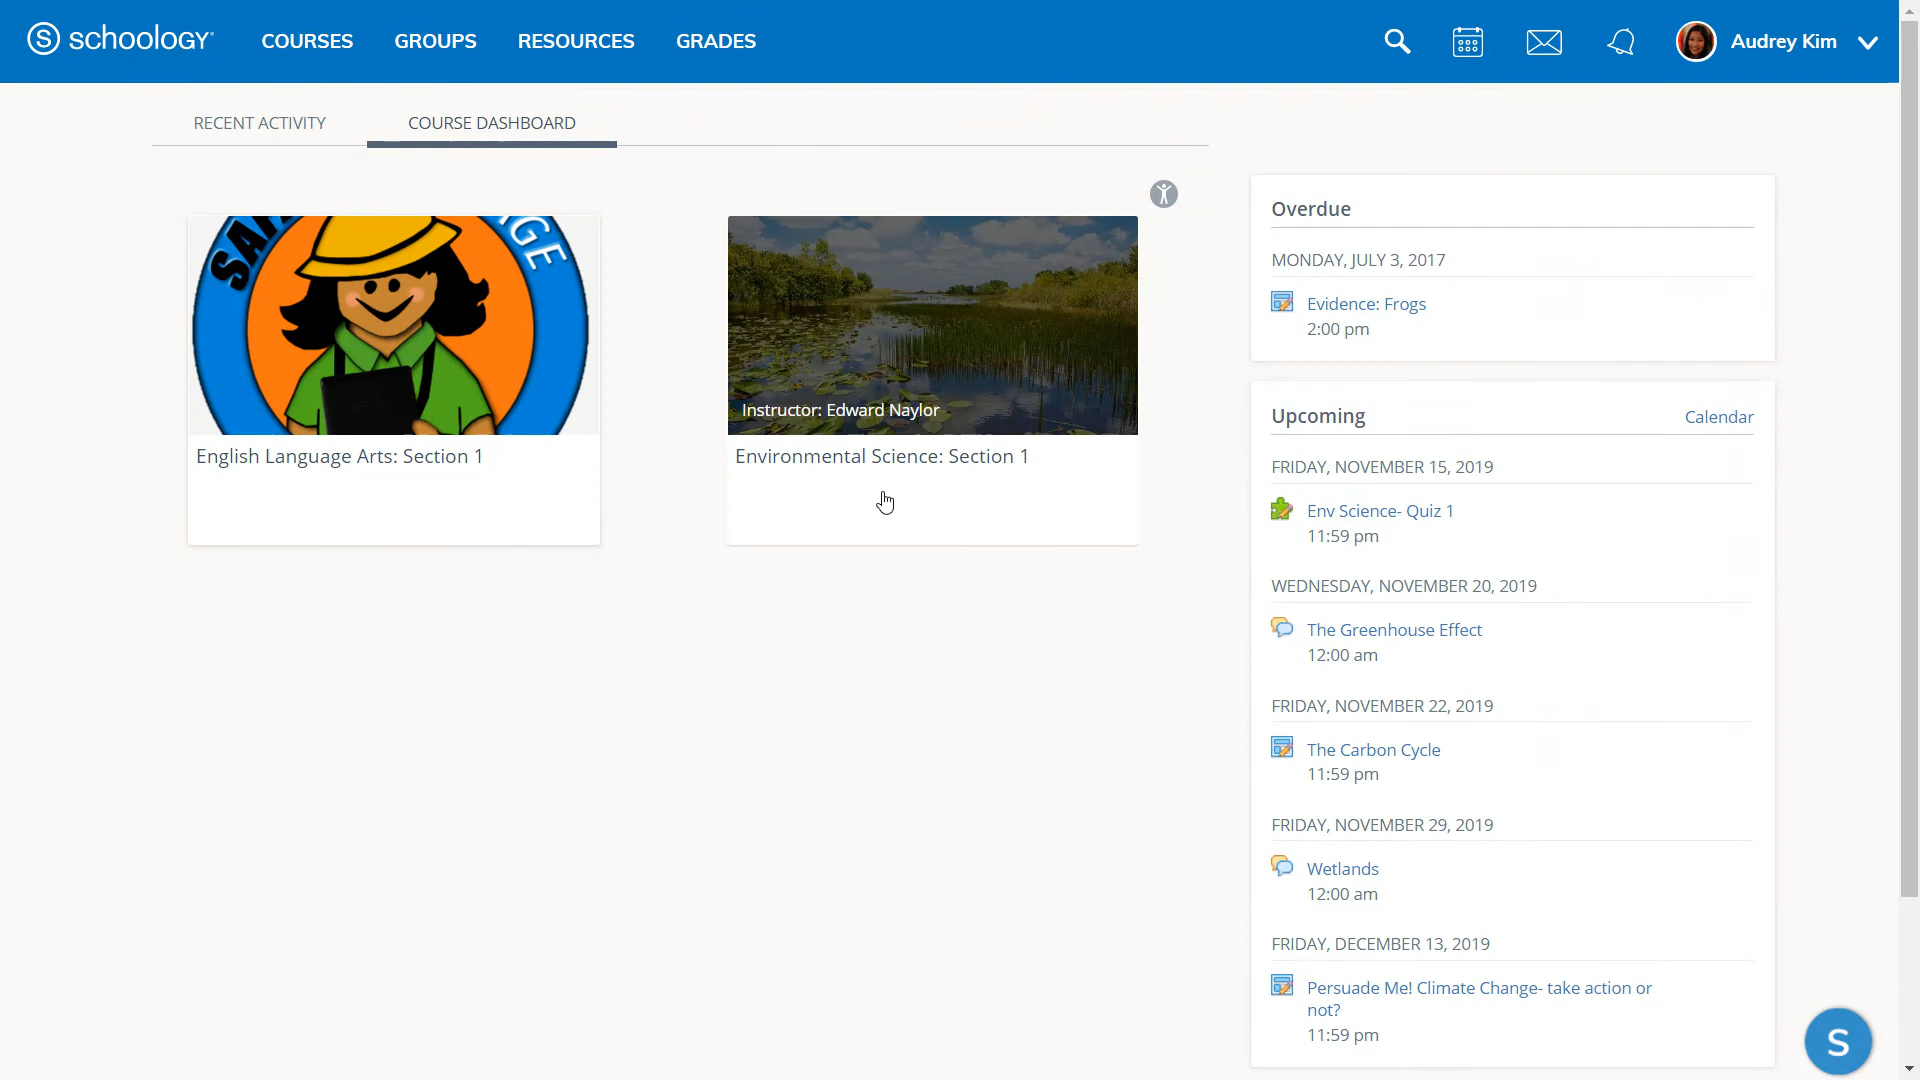 schoology
COURSES
GROUPS
RESOURCES
GRADES
Audrey Kim
RECENT ACTIVITY
COURSE DASHBOARD
Instructor: Edward Naylor
English Language Arts: Section 1
Environmental Science: Section 1
Overdue
MONDAY, JULY 3, 2017
Evidence: Frogs
2:00 pm
Upcoming
Calendar
FRIDAY, NOVEMBER 15, 2019
Env Science- Quiz 1
11:59 pm
WEDNESDAY, NOVEMBER 20, 2019
The Greenhouse Effect
12:00 am
FRIDAY, NOVEMBER 22, 2019
The Carbon Cycle
11:59 pm
FRIDAY, NOVEMBER 29, 2019
Wetlands
12:00 am
FRIDAY, DECEMBER 13, 2019
Persuade Me! Climate Change- take action or
not?
11:59 pm
S